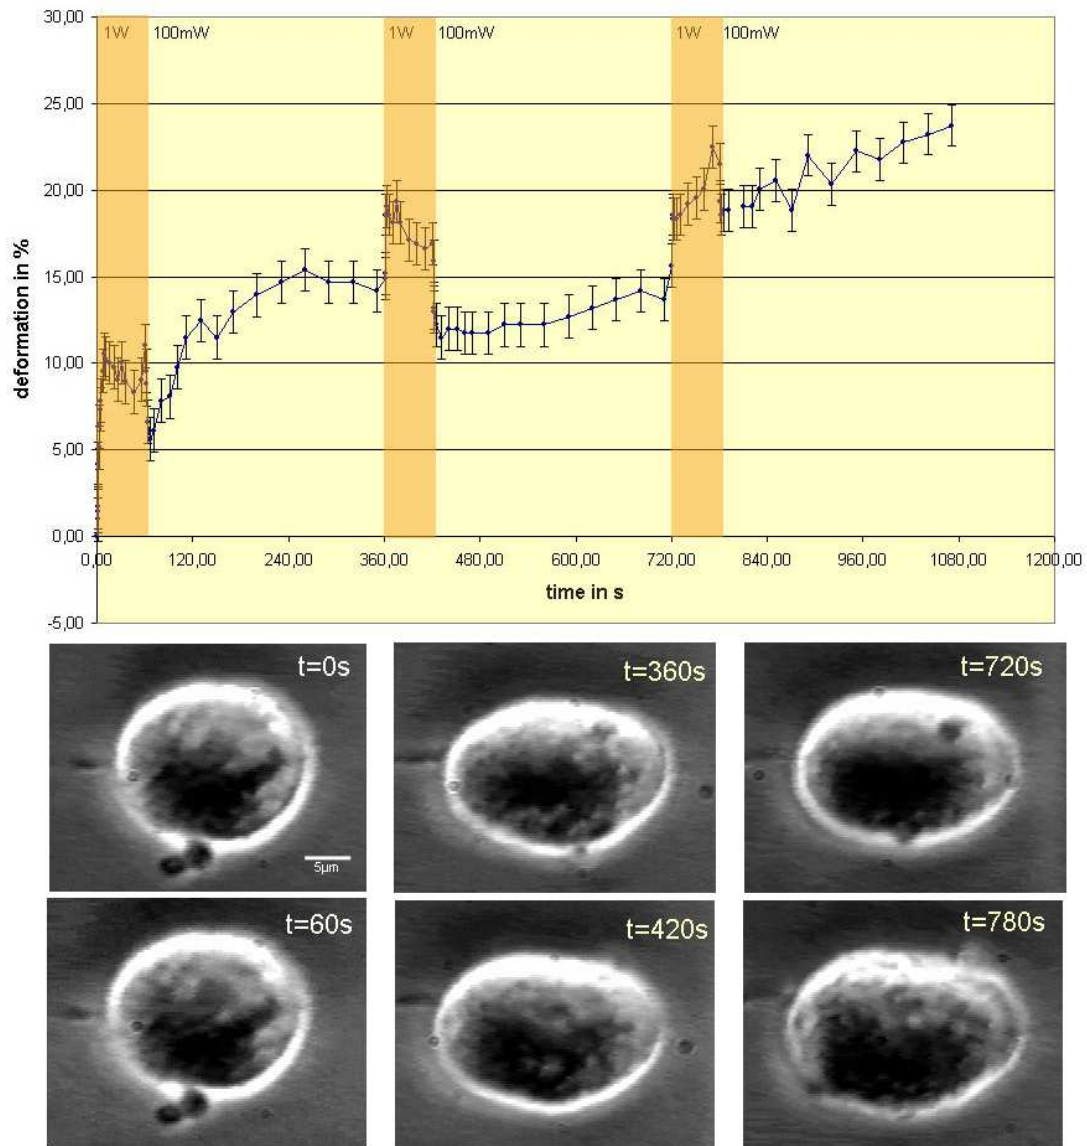 30,00
1W 100mW 1W 100mW 1W 100mW
25,00
20,00
15,00
10,00
5,00
0,00
-5,00
deformation in %
0,00 120,00 240,00 360,00 480,00 600,00 720,00 840,00 960,00 1080,00 1200,00
time in s
t=0s
5µm
t=360s
t=720s
t=60s
t=420s
t=780s